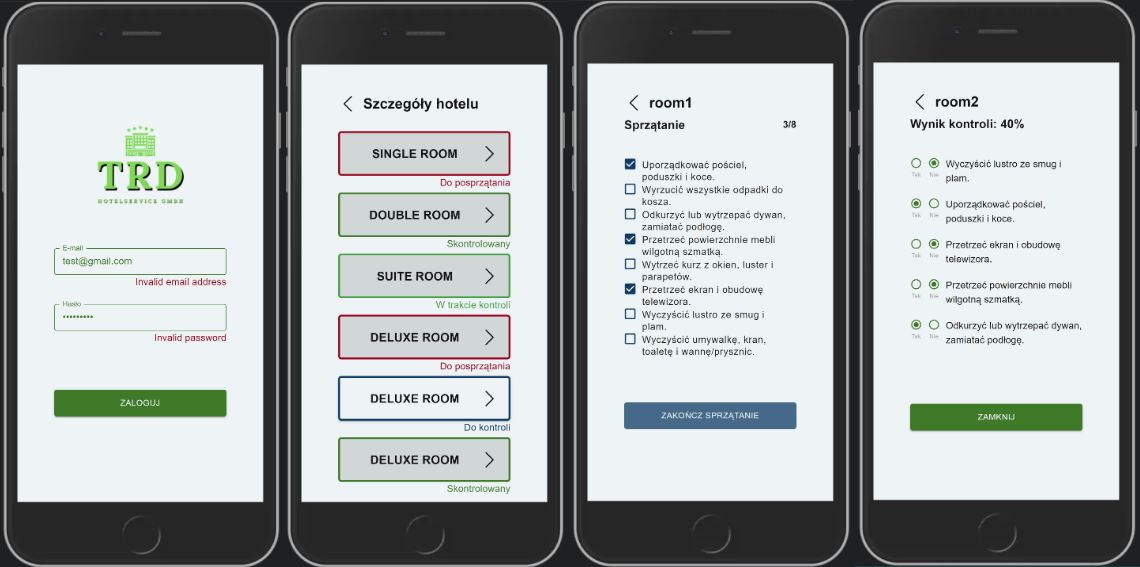 TRD
HOTELSERVICE GMBH
E-mail
test@gmail.com
Invalid email address
Hasło
•••••••••
Invalid password
ZALOGUJ
Szczegóły hotelu
SINGLE ROOM
Do posprzątania
DOUBLE ROOM
Skontrolowany
SUITE ROOM
W trakcie kontroli
DELUXE ROOM
Do posprzątania
DELUXE ROOM
Do kontroli
DELUXE ROOM
Skontrolowany
room1
Sprzątanie 3/8
Uporządkować pościel,
poduszki i koce.
Wyrzucić wszystkie odpadki do
kosza.
Odkurzyć lub wytrzepać dywan,
zamiatać podłogę.
Przetrzeć powierzchnie mebli
wilgotną szmatką.
Wytrzeć kurz z okien, luster i
parapetów.
Przetrzeć ekran i obudowę
telewizora.
Wyczyścić lustro ze smug i
plam.
Wyczyścić umywalkę, kran,
toaletę i wannę/prysznic.
ZAKOŃCZ SPRZĄTANIE
room2
Wynik kontroli: 40%
Wyczyścić lustro ze smug i
plam.
Tak Nie
Uporządkować pościel,
poduszki i koce.
Tak Nie
Przetrzeć ekran i obudowę
telewizora.
Tak Nie
Przetrzeć powierzchnie mebli
wilgotną szmatką.
Tak Nie
Odkurzyć lub wytrzepać dywan,
zamiatać podłogę.
Tak Nie
ZAMKNIJ